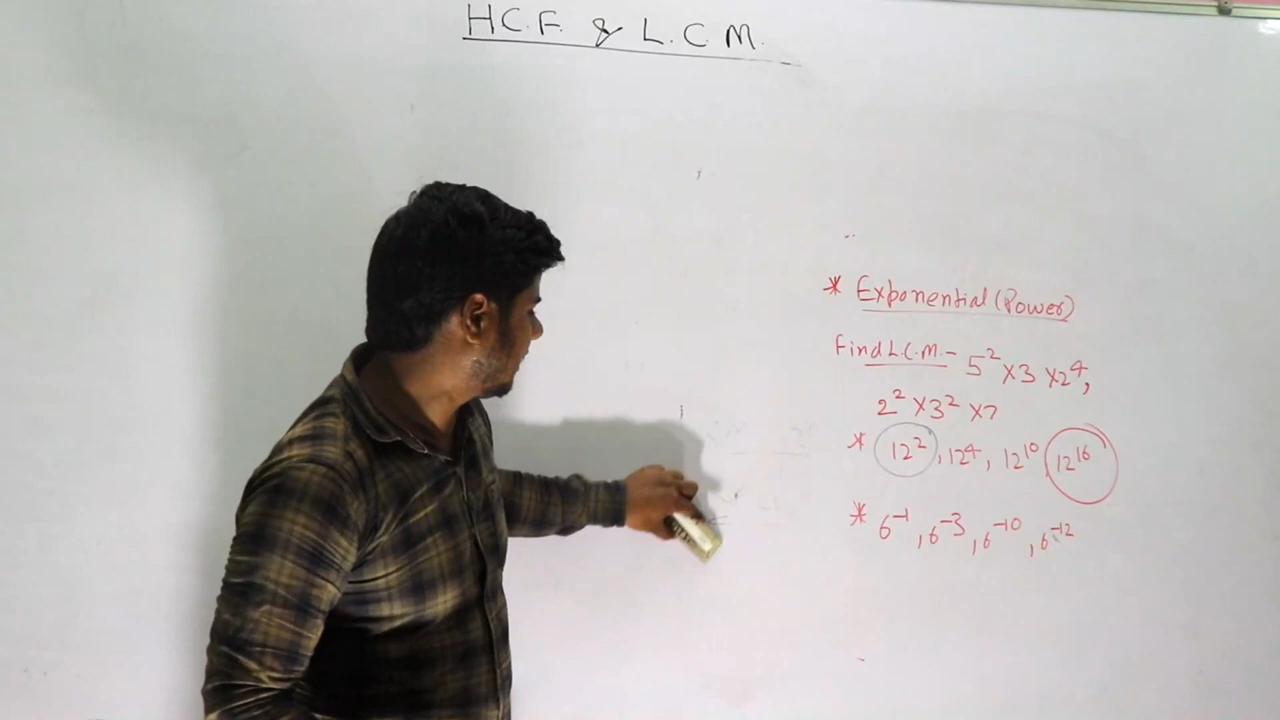 H.C.F. & L.C.M.
* Exponential (Power)
Find L.C.M. - 5² × 3 × 2⁴,
2² × 3² × 7
* 12², 12⁴, 12¹⁰ 12¹⁶
* 6⁻¹, 6⁻³, 6⁻¹⁰, 6⁻¹²